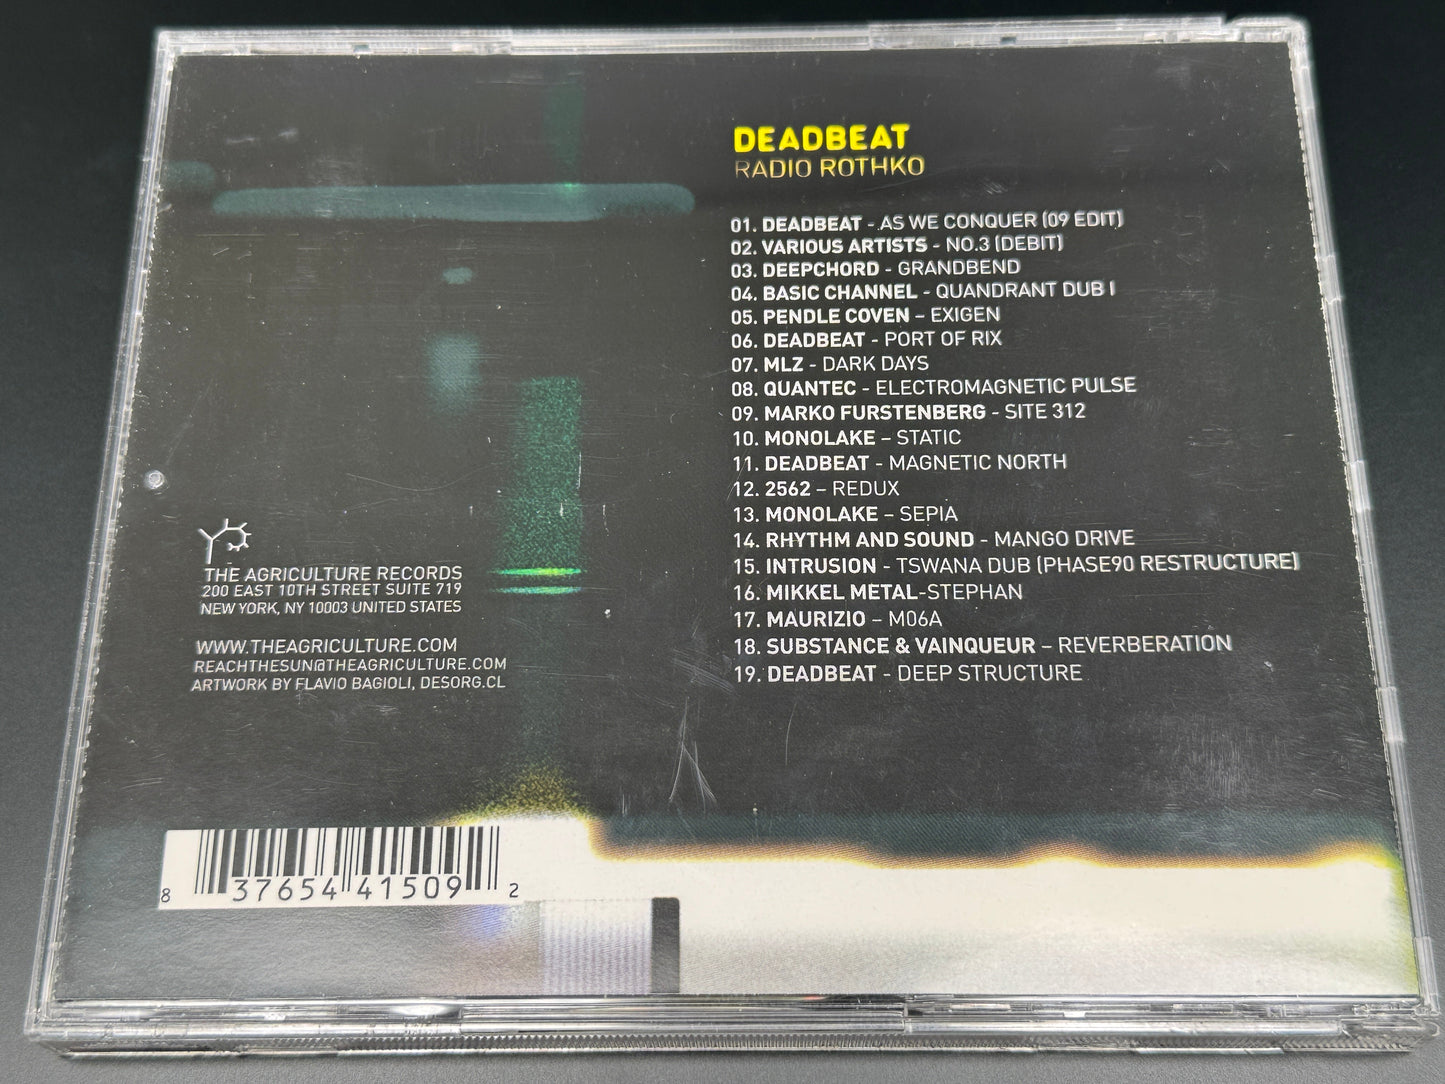 DEADBEAT
RADIO ROTHKO
01. DEADBEAT - AS WE CONQUER (09 EDIT)
02. VARIOUS ARTISTS - NO.3 (DEBIT)
03. DEEPCHORD - GRANDBEND
04. BASIC CHANNEL - QUANDRANT DUB I
05. PENDLE COVEN – EXIGEN
06. DEADBEAT - PORT OF RIX
07. MLZ - DARK DAYS
08. QUANTEC - ELECTROMAGNETIC PULSE
09. MARKO FURSTENBERG - SITE 312
10. MONOLAKE – STATIC
11. DEADBEAT - MAGNETIC NORTH
12. 2562 – REDUX
13. MONOLAKE – SEPIA
14. RHYTHM AND SOUND - MANGO DRIVE
15. INTRUSION - TSWANA DUB (PHASE90 RESTRUCTURE)
16. MIKKEL METAL-STEPHAN
17. MAURIZIO – M06A
18. SUBSTANCE & VAINQUEUR – REVERBERATION
19. DEADBEAT - DEEP STRUCTURE
THE AGRICULTURE RECORDS
200 EAST 10TH STREET SUITE 719
NEW YORK, NY 10003 UNITED STATES
WWW.THEAGRICULTURE.COM
REACHTHESUN@THEAGRICULTURE.COM
ARTWORK BY FLAVIO BAGIOLI, DESORG.CL
8 37654 41509 2